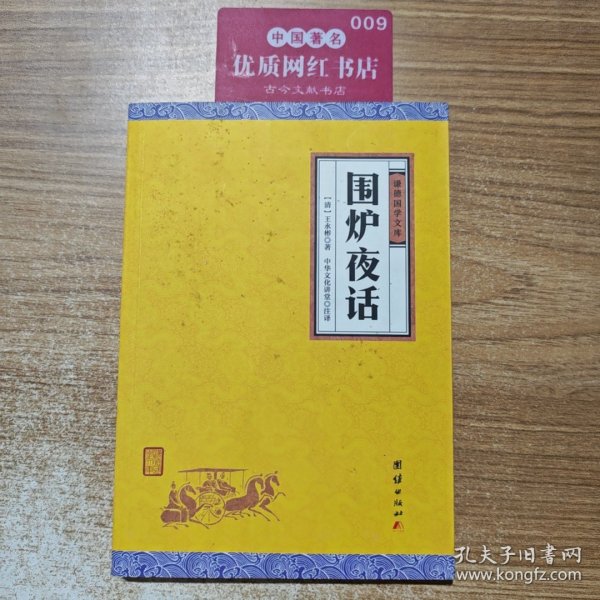 009
中国著名
优质网红书店
古今文献书店
谦德国学文库
围炉夜话
【清】王永彬◎著 中华文化讲堂◎注译
团结出版社
孔夫子旧书网
www.kongfz.com